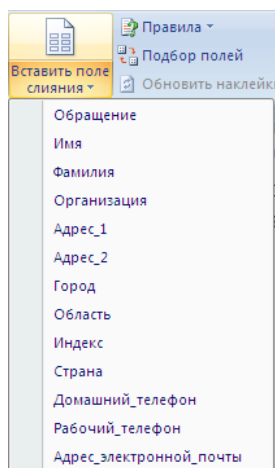 Правила
Подбор полей
Вставить поле
слияния
Обновить наклейк
Обращение
Имя
Фамилия
Организация
Адрес_1
Адрес_2
Город
Область
Индекс
Страна
Домашний_телефон
Рабочий_телефон
Адрес_электронной_почты